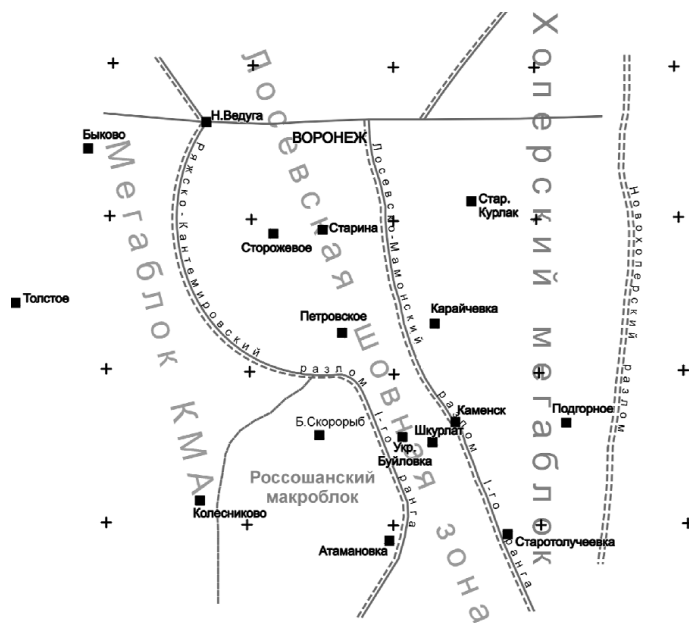 Лосевская шовная зона
Хоперский мегаблок
Н.Ведуга
Быково
ВОРОНЕЖ
Мегаблок КМА
Ряжско-Кантемировский разлом I-го ранга
Лосевско-Мамонский разлом I-го ранга
Новохоперский разлом
Стар.
Курлак
Старина
Сторожевое
Толстое
Петровское
Карайчевка
Каменск
Подгорное
Б.Скорорыб
Шкурлат
Укр.
Буйловка
Россошанский
макроблок
Колесниково
Атамановка
Старотолучеевка